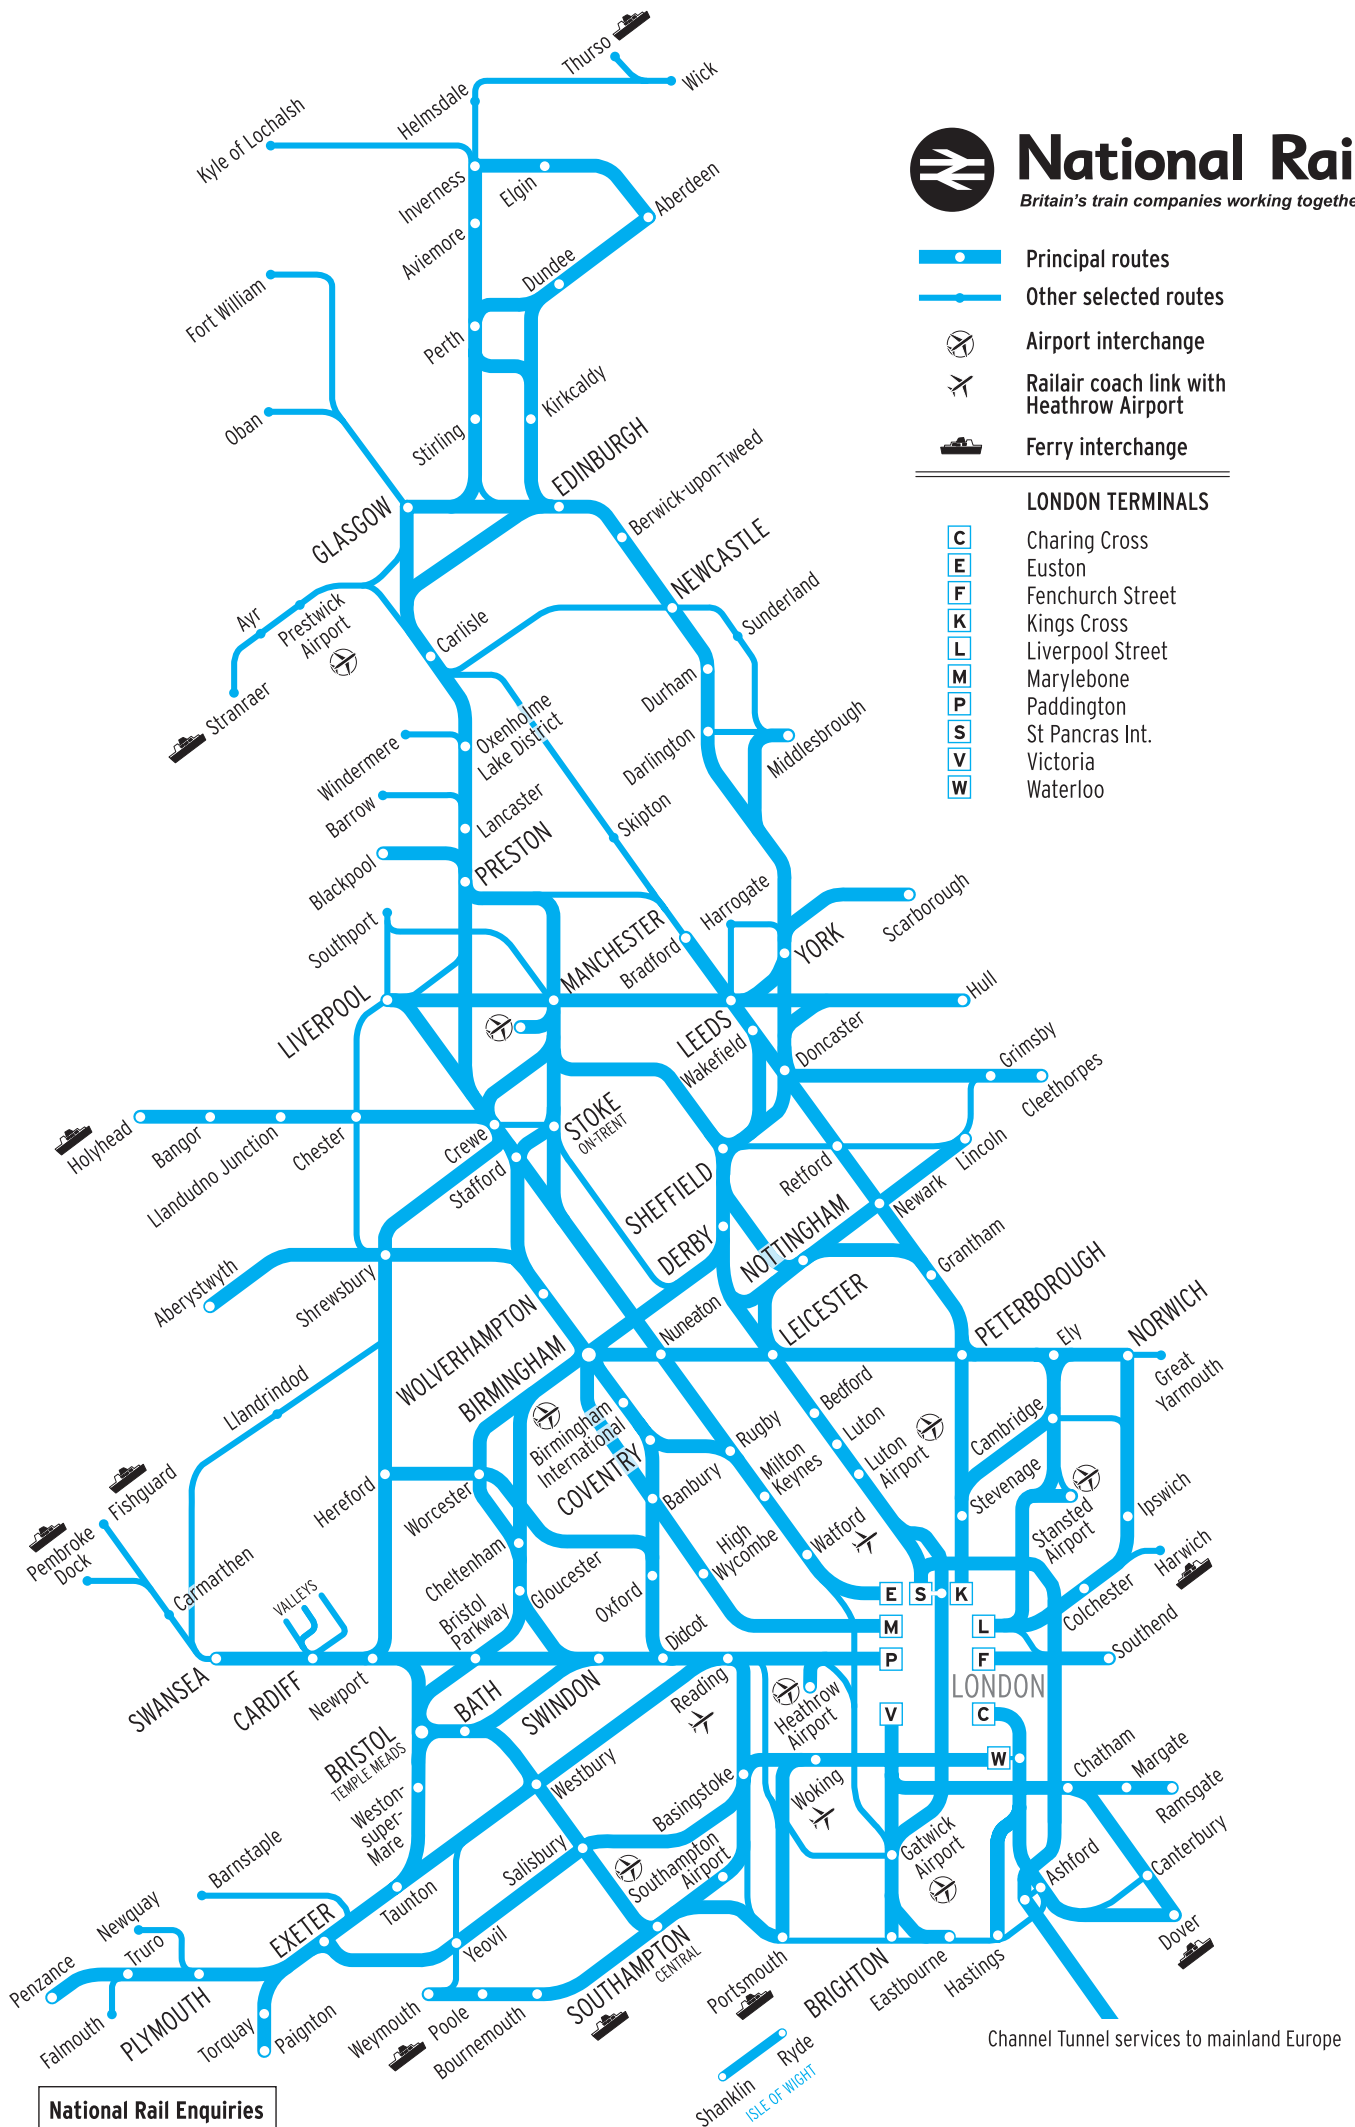 Thurso
Wick
Helmsdale
Kyle of Lochalsh
Inverness
Elgin
Aberdeen
Aviemore
Dundee
Fort William
Perth
Kirkcaldy
Oban
Stirling
EDINBURGH
Berwick-upon-Tweed
GLASGOW
NEWCASTLE
Sunderland
Ayr
Prestwick
Airport
Carlisle
Stranraer
Durham
Oxenholme
Lake District
Darlington
Middlesbrough
Windermere
Barrow
Lancaster
Skipton
PRESTON
Blackpool
Harrogate
Scarborough
Southport
MANCHESTER
Bradford
YORK
LIVERPOOL
LEEDS
Hull
Wakefield
Doncaster
Grimsby
Cleethorpes
Holyhead
Bangor
Llandudno Junction
Chester
Crewe
STOKE
ON-TRENT
Stafford
SHEFFIELD
Retford
Lincoln
Newark
DERBY
NOTTINGHAM
Grantham
Aberystwyth
Shrewsbury
WOLVERHAMPTON
Nuneaton
LEICESTER
PETERBOROUGH
Ely
NORWICH
Great
Yarmouth
BIRMINGHAM
Llandrindod
Birmingham
International
COVENTRY
Rugby
Bedford
Luton
Luton
Airport
Cambridge
Stevenage
Stansted
Airport
Ipswich
Harwich
Fishguard
Pembroke
Dock
Carmarthen
Hereford
Worcester
Banbury
Milton
Keynes
High
Wycombe
Watford
Cheltenham
Gloucester
Oxford
Colchester
VALLEYS
Bristol
Parkway
Didcot
E
S
K
M
L
P
F
V
C
W
LONDON
Southend
SWANSEA
CARDIFF
Newport
BATH
SWINDON
Reading
Heathrow
Airport
BRISTOL
TEMPLE MEADS
Westbury
Woking
Chatham
Margate
Ramsgate
Weston-
super-
Mare
Basingstoke
Barnstaple
Salisbury
Southampton
Airport
Gatwick
Airport
Ashford
Canterbury
Newquay
Taunton
EXETER
Yeovil
Truro
Penzance
PLYMOUTH
Falmouth
Torquay
Paignton
Weymouth
Poole
Bournemouth
SOUTHAMPTON
CENTRAL
Portsmouth
BRIGHTON
Eastbourne
Hastings
Dover
Ryde
Shanklin
ISLE OF WIGHT
Channel Tunnel services to mainland Europe
National Rai
Britain's train companies working togethe
Principal routes
Other selected routes
Airport interchange
Railair coach link with
Heathrow Airport
Ferry interchange
LONDON TERMINALS
C Charing Cross
E Euston
F Fenchurch Street
K Kings Cross
L Liverpool Street
M Marylebone
P Paddington
S St Pancras Int.
V Victoria
W Waterloo
National Rail Enquiries